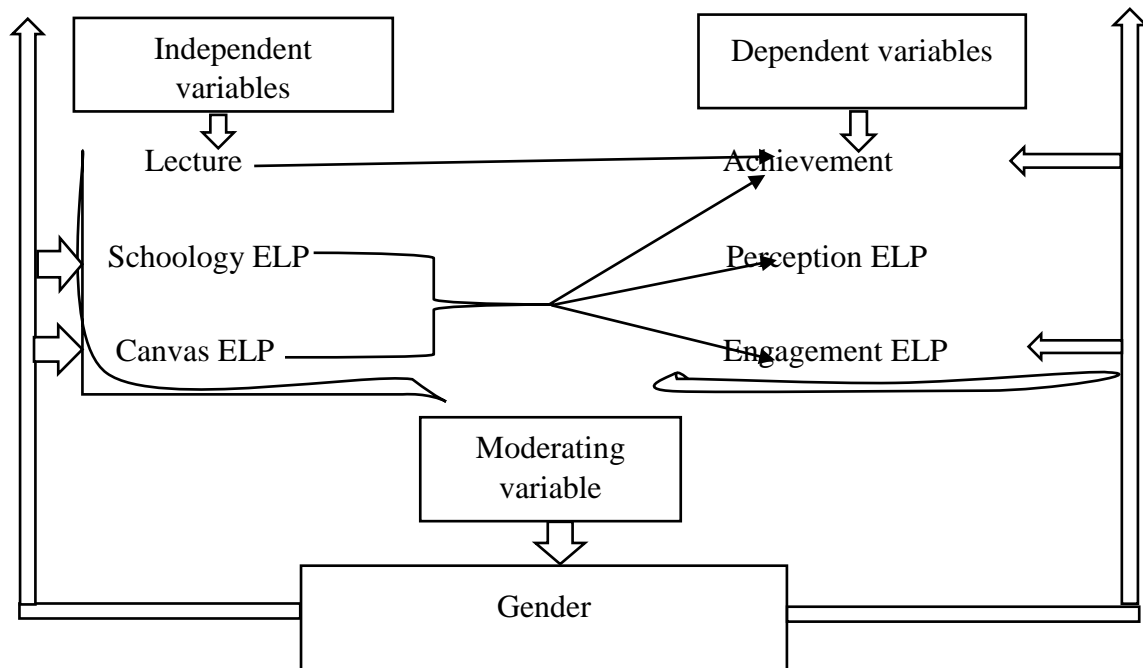 Independent
variables
Dependent variables
Lecture
Achievement
Schoology ELP
Perception ELP
Canvas ELP
Engagement ELP
Moderating
variable
Gender